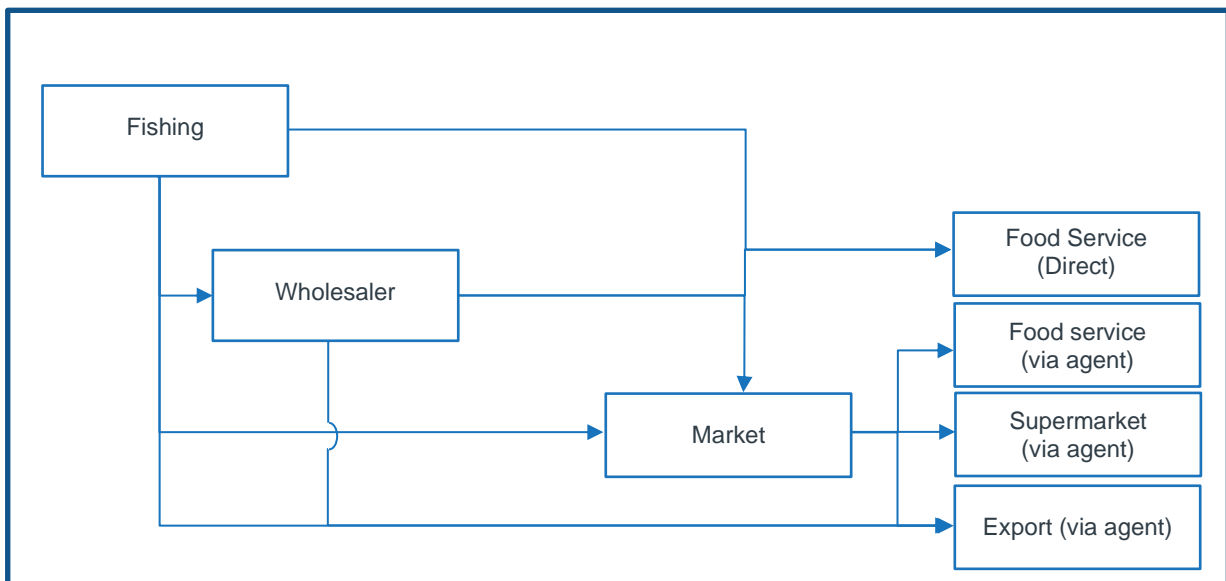 Fishing
Food Service
(Direct)
Wholesaler
Food service
(via agent)
Market
Supermarket
(via agent)
Export (via agent)